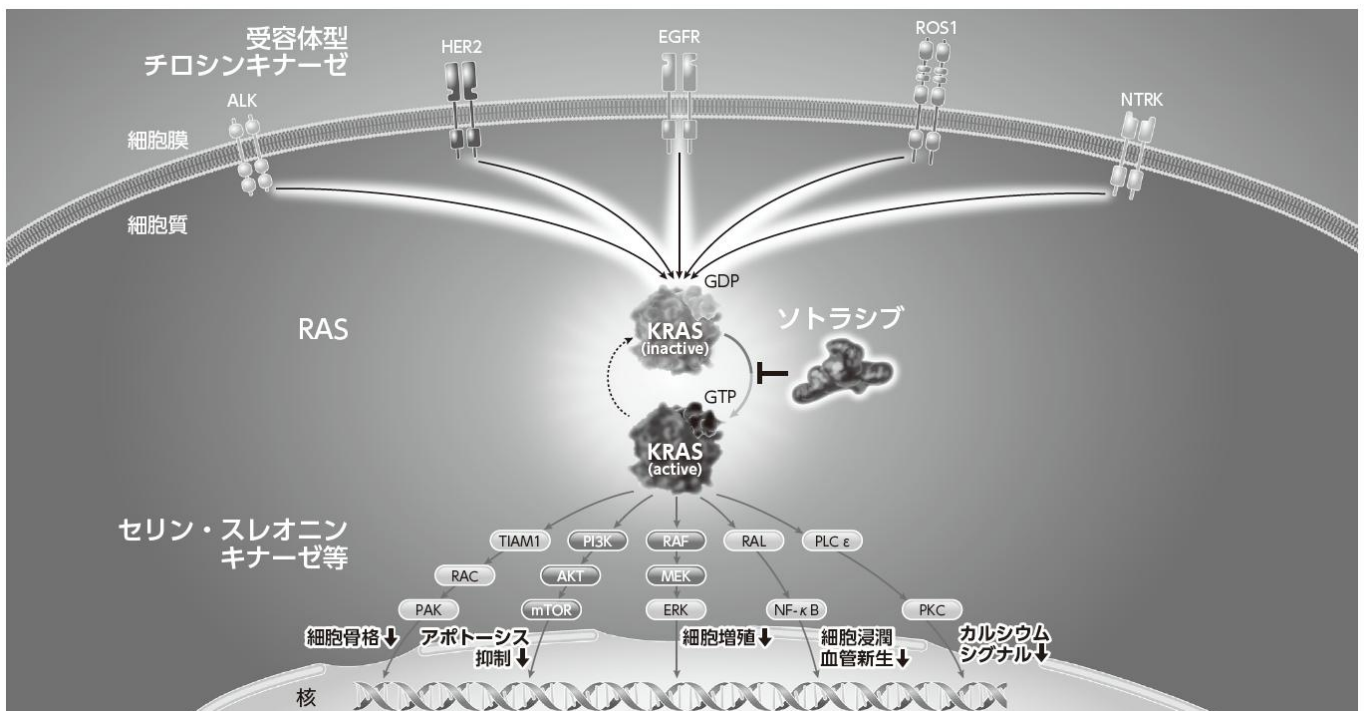 受容体型
チロシンキナーゼ
HER2
EGFR
ROS1
ALK
NTRK
細胞膜
細胞質
GDP
KRAS
(inactive)
RAS
ソトラシブ
GTP
KRAS
(active)
セリン・スレオニン
キナーゼ等
TIAM1
PI3K
RAF
RAL
PLC ε
RAC
AKT
MEK
PAK
mTOR
ERK
NF-κB
PKC
細胞骨格⬇
アポトーシス
抑制⬇
細胞増殖⬇
細胞浸潤
血管新生⬇
カルシウム
シグナル⬇
核